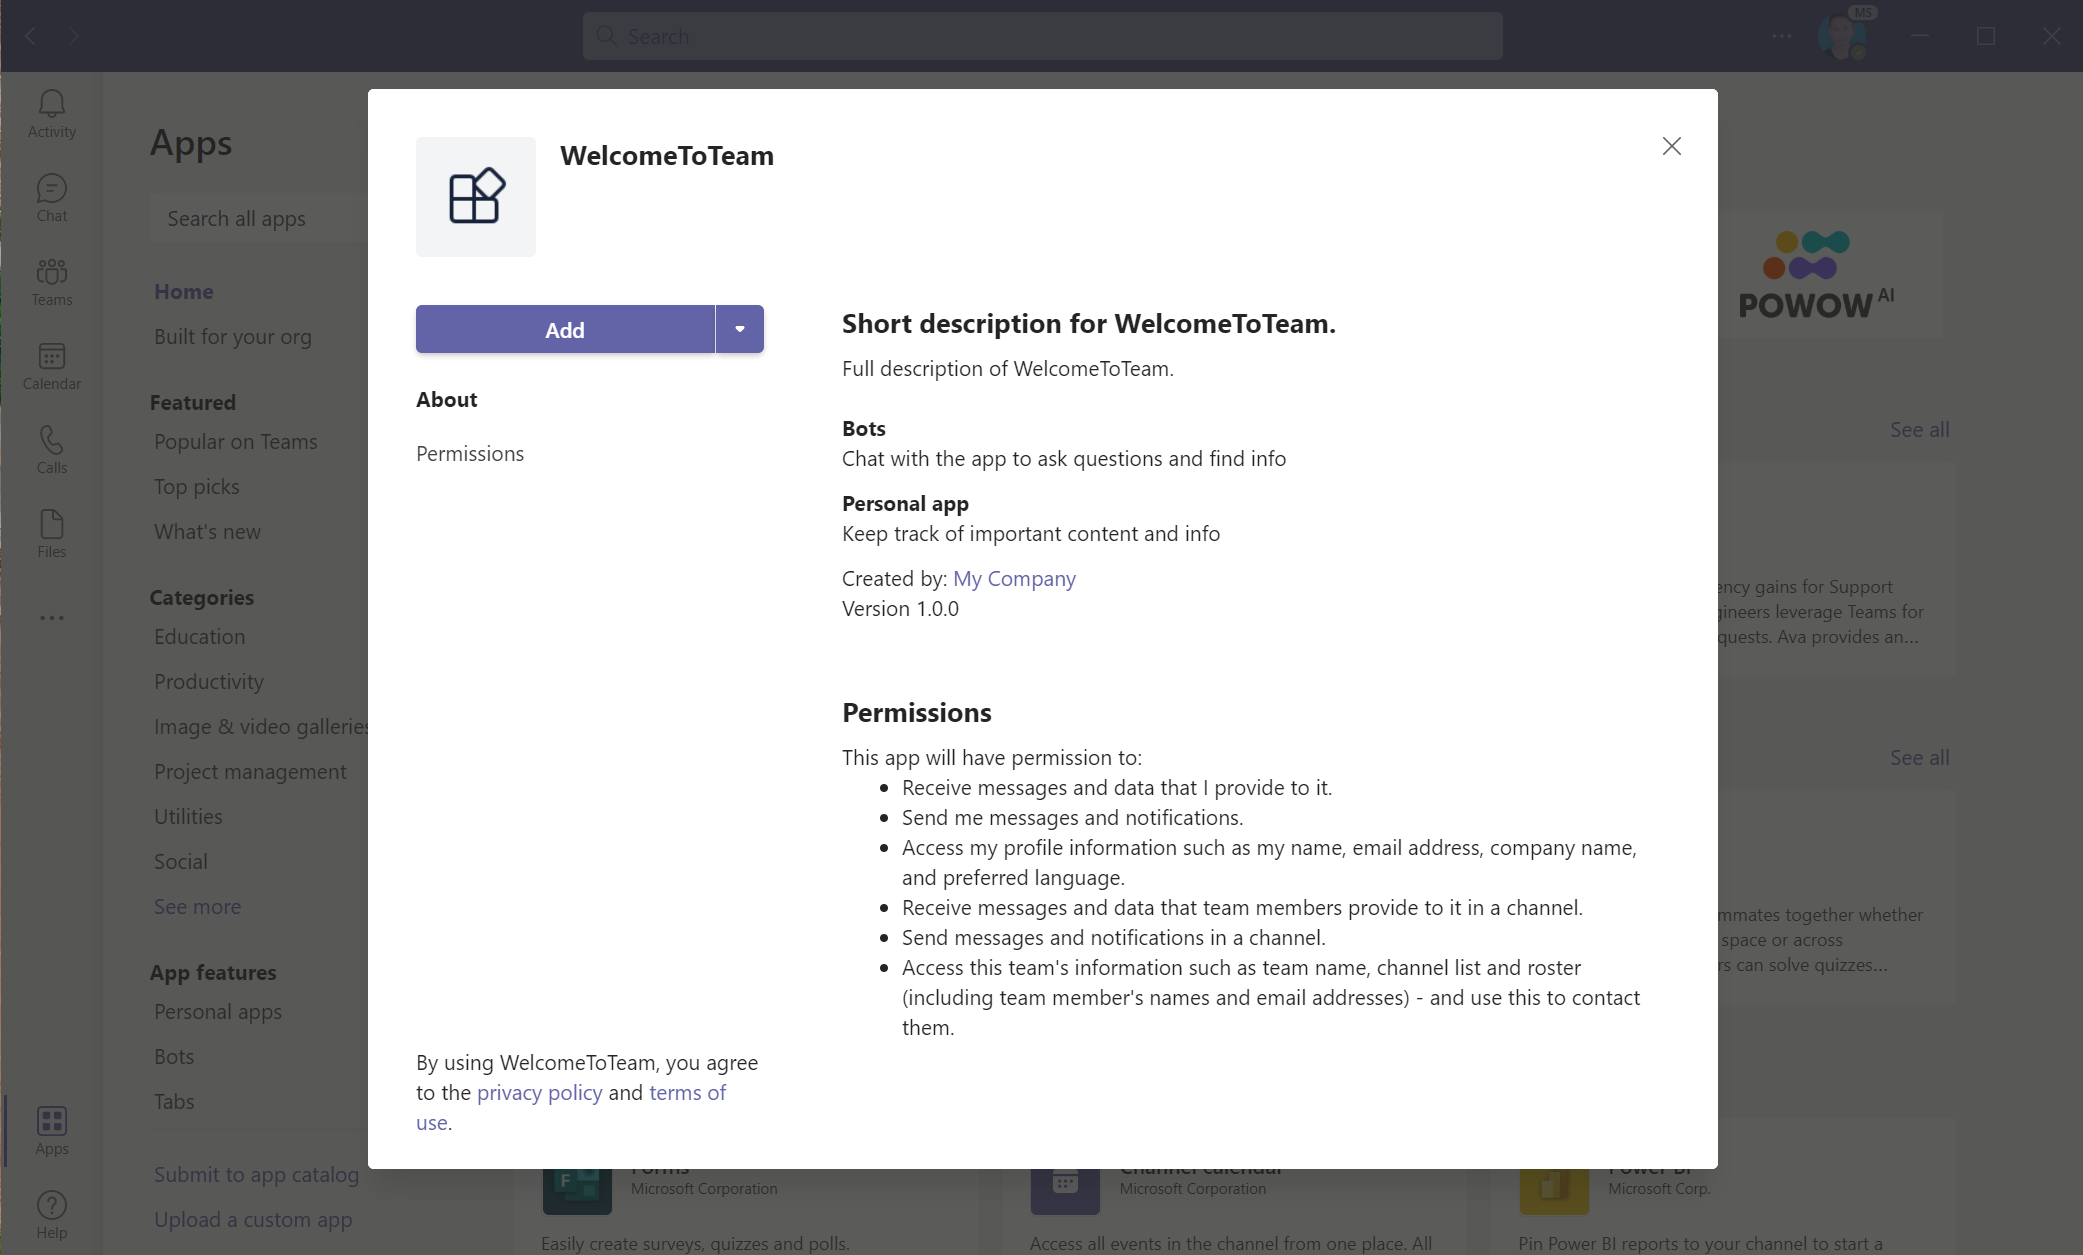 Search
MS
Activity
Chat
Teams
Calendar
Calls
Files
Apps
Help
Apps
Search all apps
Home
Built for your org
Featured
Popular on Teams
Top picks
What's new
Categories
Education
Productivity
Image & video galleries
Project management
Utilities
Social
See more
App features
Personal apps
Bots
Tabs
Submit to app catalog
Upload a custom app
WelcomeToTeam
Add
About
Permissions
By using WelcomeToTeam, you agree
to the privacy policy and terms of
use.
Short description for WelcomeToTeam.
Full description of WelcomeToTeam.
Bots
Chat with the app to ask questions and find info
Personal app
Keep track of important content and info
Created by: My Company
Version 1.0.0
Permissions
This app will have permission to:
• Receive messages and data that I provide to it.
• Send me messages and notifications.
• Access my profile information such as my name, email address, company name,
and preferred language.
• Receive messages and data that team members provide to it in a channel.
• Send messages and notifications in a channel.
• Access this team's information such as team name, channel list and roster
(including team member's names and email addresses) - and use this to contact
them.
POWOW AI
See all
ency gains for Support
gineers leverage Teams for
quests. Ava provides an...
See all
mmates together whether
space or across
rs can solve quizzes...
Forms
Microsoft Corporation
Easily create surveys, quizzes and polls.
Channel calendar
Microsoft Corporation
Access all events in the channel from one place. All
Power BI
Microsoft Corp.
Pin Power BI reports to your channel to start a